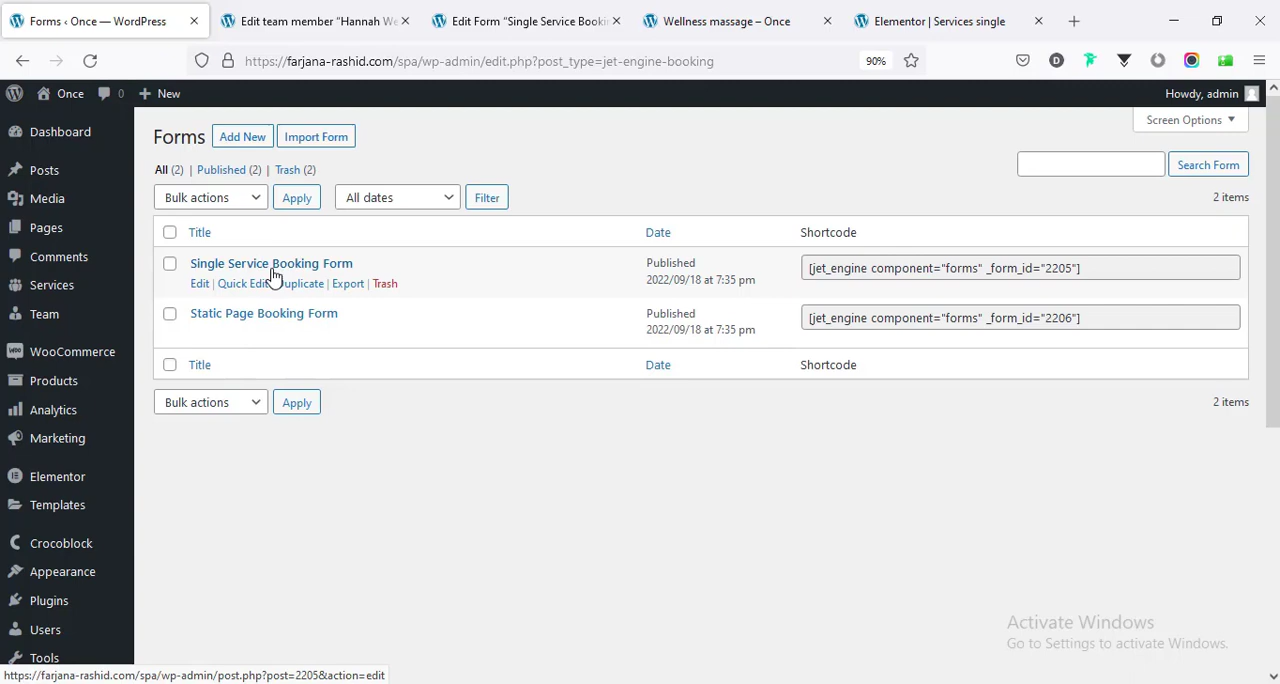 Forms ‹ Once — WordPress
Edit team member “Hannah We
Edit Form “Single Service Bookin
Wellness massage – Once
Elementor | Services single
https://farjana-rashid.com/spa/wp-admin/edit.php?post_type=jet-engine-booking
90%
Once
0
New
Howdy, admin
Dashboard
Posts
Media
Pages
Comments
Services
Team
WooCommerce
Products
Analytics
Marketing
Elementor
Templates
Crocoblock
Appearance
Plugins
Users
Tools
Screen Options
Forms Add New Import Form
All (2) | Published (2) | Trash (2)
Search Form
Bulk actions Apply All dates Filter 2 items
Title Date Shortcode
Single Service Booking Form Published [jet_engine component="forms" _form_id="2205"]
Edit | Quick Edit Duplicate | Export | Trash 2022/09/18 at 7:35 pm
Static Page Booking Form Published [jet_engine component="forms" _form_id="2206"]
2022/09/18 at 7:35 pm
Title Date Shortcode
Bulk actions Apply 2 items
Activate Windows
Go to Settings to activate Windows.
https://farjana-rashid.com/spa/wp-admin/post.php?post=2205&action=edit